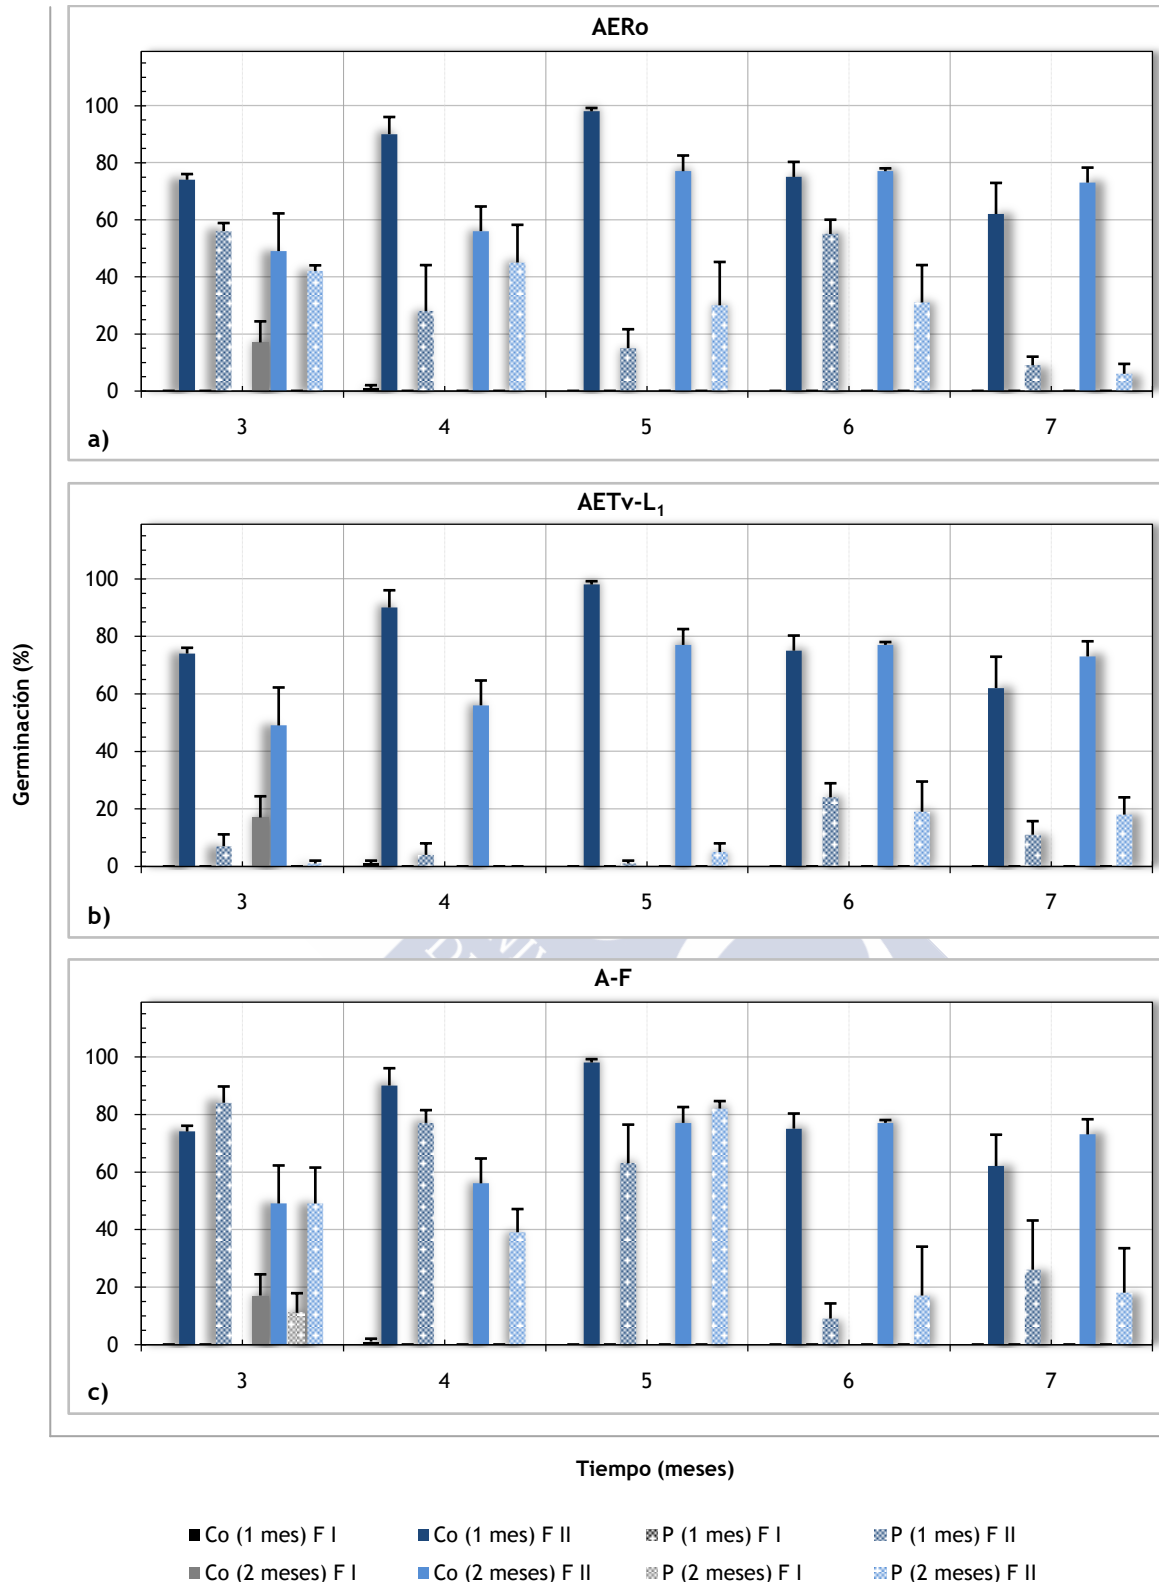 AERo
100
80
60
40
20
0
3 4 5 6 7
a)
AETv-L₁
100
80
60
40
20
0
3 4 5 6 7
b)
A-F
100
80
60
40
20
0
3 4 5 6 7
c)
Germinación (%)
Tiempo (meses)
Co (1 mes) F I Co (1 mes) F II P (1 mes) F I P (1 mes) F II
Co (2 meses) F I Co (2 meses) F II P (2 meses) F I P (2 meses) F II